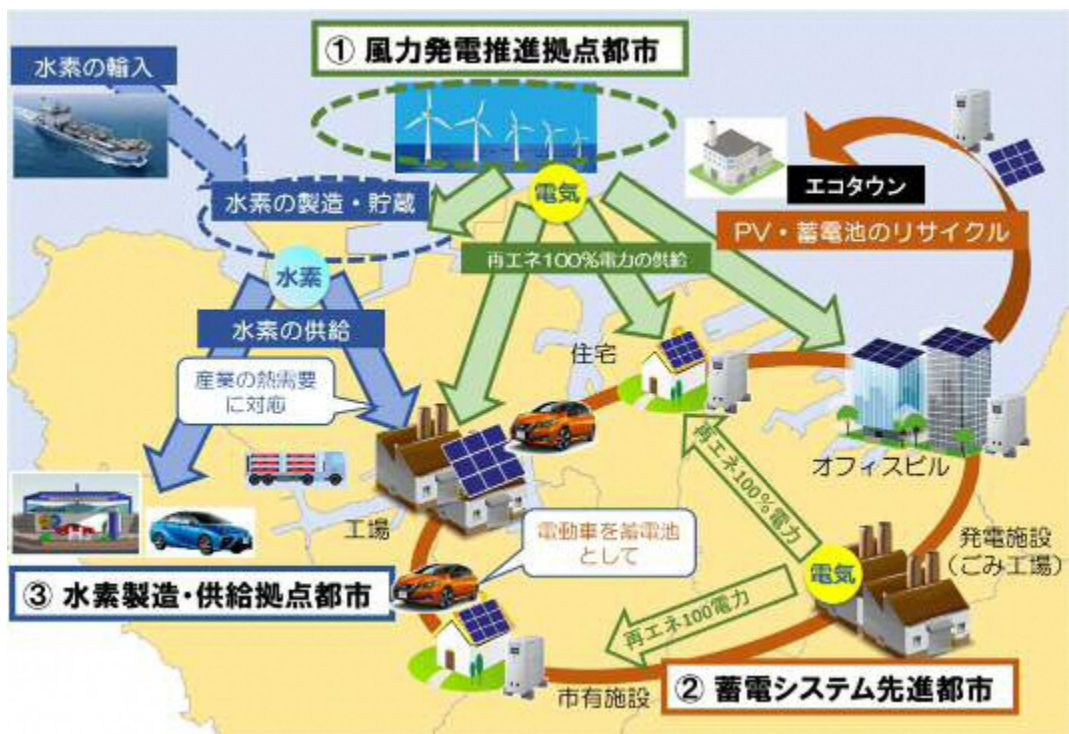 ① 風力発電推進拠点都市
水素の輸入
水素の製造・貯蔵
電気
エコタウン
PV・蓄電池のリサイクル
再エネ100%電力の供給
水素
水素の供給
産業の熱需要
に対応
住宅
オフィスビル
工場
再エネ100%電力
電動車を蓄電池
として
発電施設
（ごみ工場）
電気
③ 水素製造・供給拠点都市
再エネ100電力
市有施設
② 蓄電システム先進都市